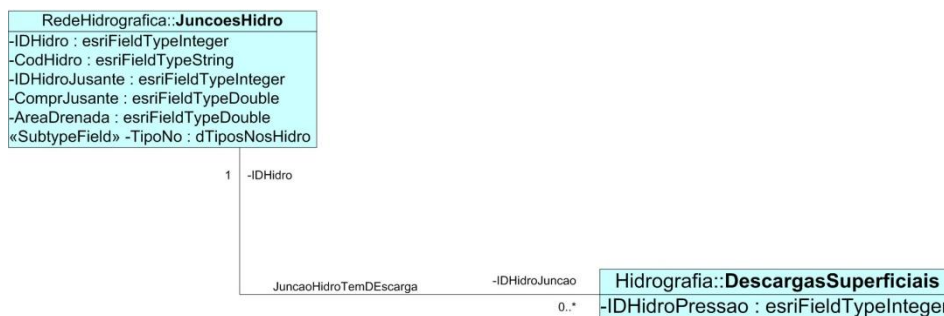 RedeHidrografica::JuncoesHidro
-IDHidro : esriFieldTypeInteger
-CodHidro : esriFieldTypeString
-IDHidroJusante : esriFieldTypeInteger
-ComprJusante : esriFieldTypeDouble
-AreaDrenada : esriFieldTypeDouble
«SubtypeField» -TipoNo : dTiposNosHidro
1 -IDHidro
JuncaoHidroTemDEscarga
-IDHidroJuncao
0..*
Hidrografia::DescargasSuperficiais
-IDHidroPressao : esriFieldTypeInteger